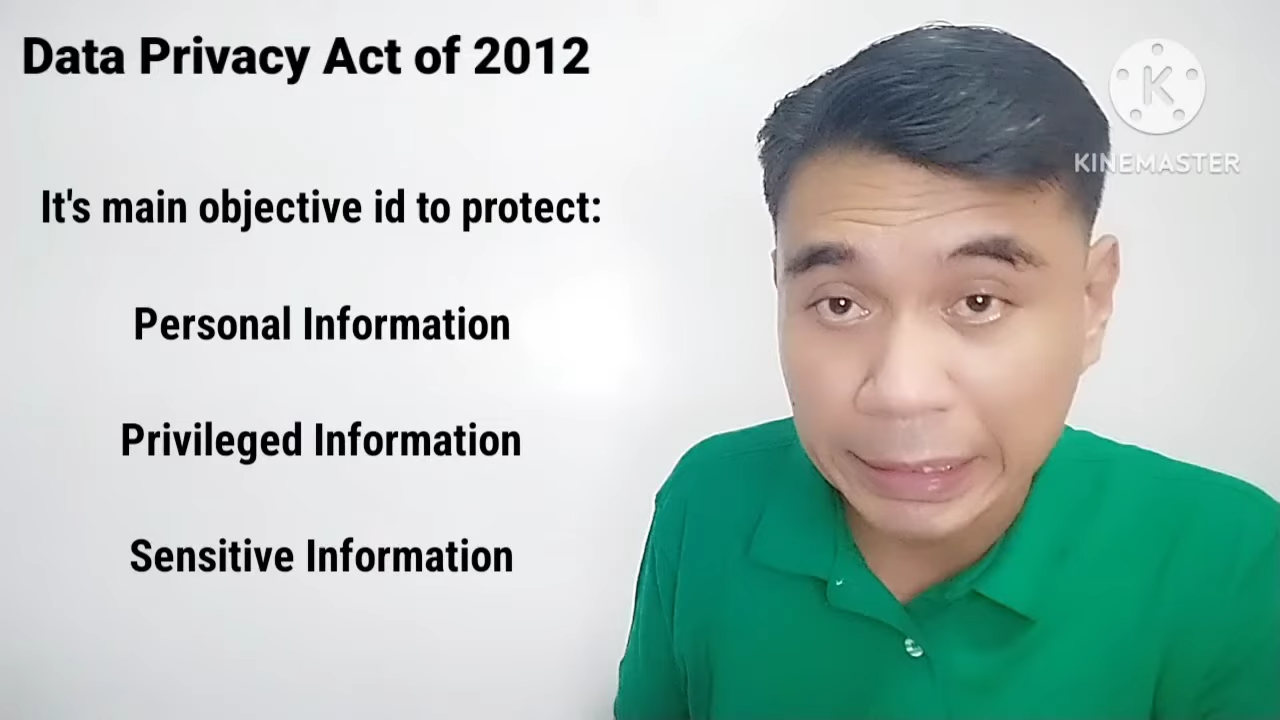 Data Privacy Act of 2012
It's main objective id to protect:
Personal Information
Privileged Information
Sensitive Information
K
KINEMASTER